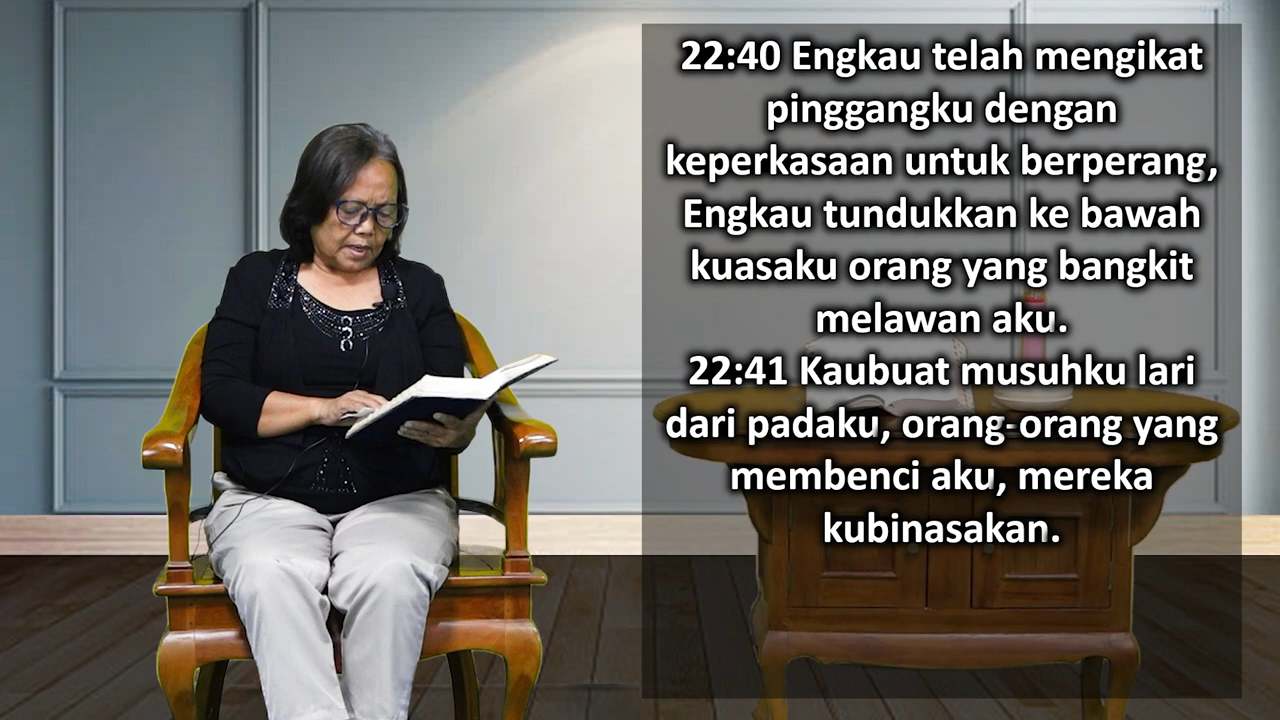 22:40 Engkau telah mengikat
pinggangku dengan
keperkasaan untuk berperang,
Engkau tundukkan ke bawah
kuasaku orang yang bangkit
melawan aku.
22:41 Kaubuat musuhku lari
dari padaku, orang-orang yang
membenci aku, mereka
kubinasakan.